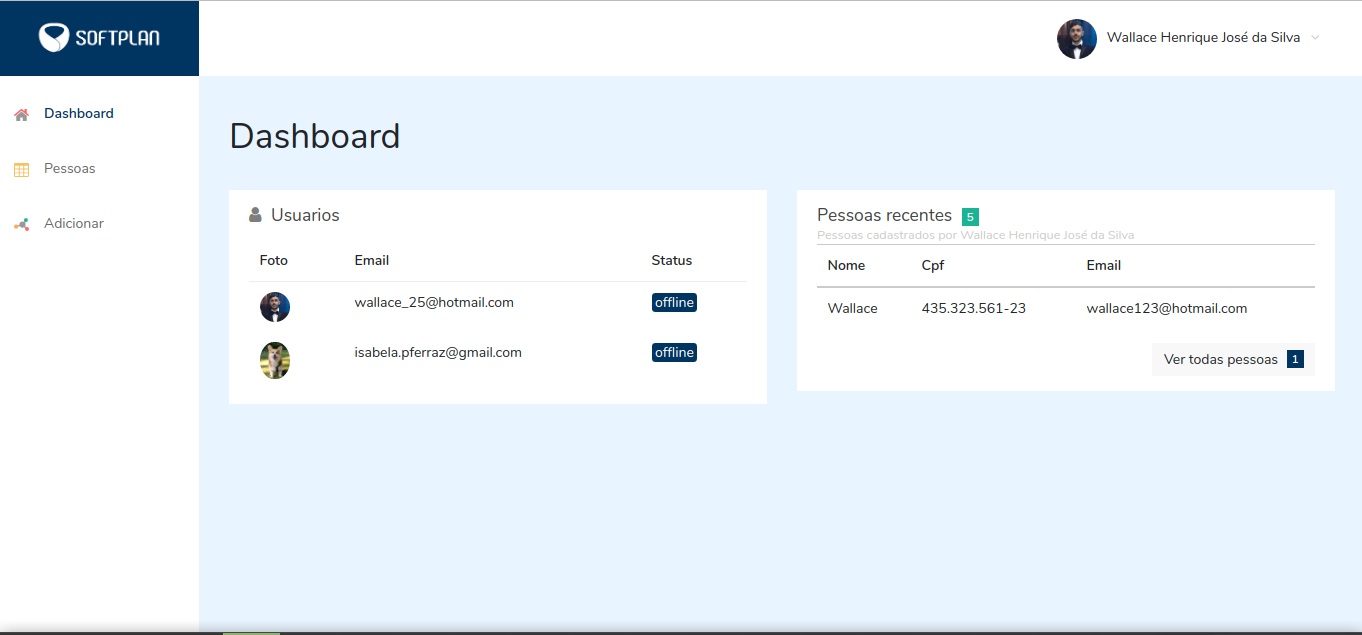 SOFTPLAN
Wallace Henrique José da Silva
Dashboard
Pessoas
Adicionar
Dashboard
Usuarios
Foto Email Status
wallace_25@hotmail.com offline
isabela.pferraz@gmail.com offline
Pessoas recentes 5
Pessoas cadastrados por Wallace Henrique José da Silva
Nome Cpf Email
Wallace 435.323.561-23 wallace123@hotmail.com
Ver todas pessoas 1